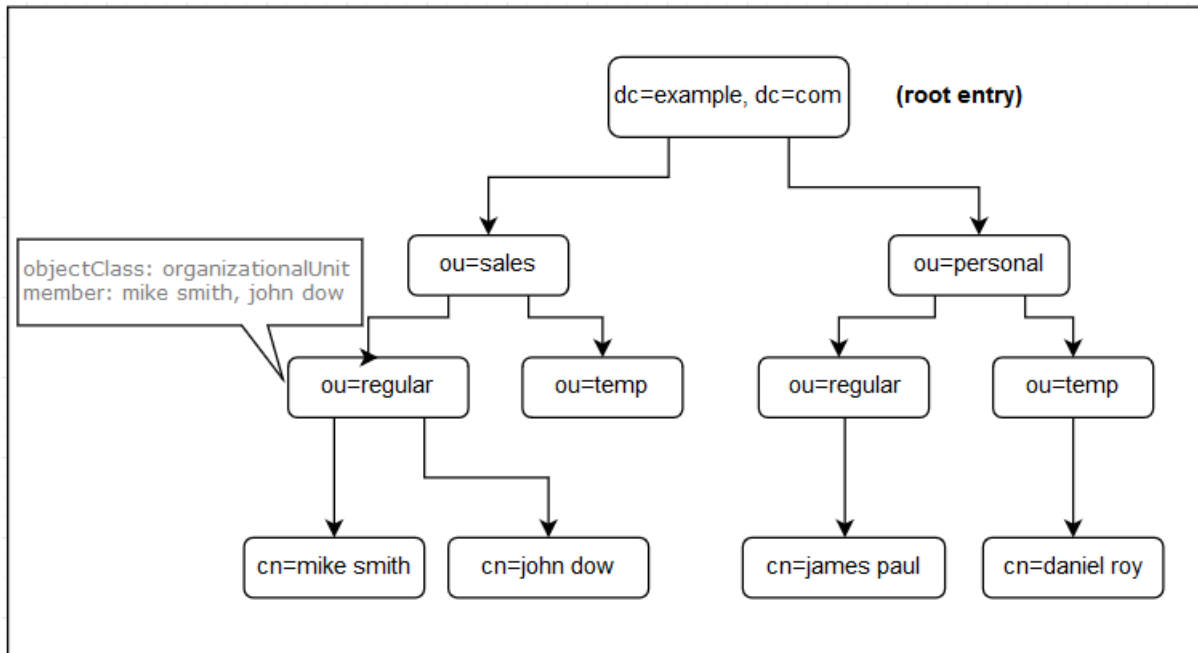 dc=example, dc=com
(root entry)
ou=sales
ou=personal
objectClass: organizationalUnit
member: mike smith, john dow
ou=regular
ou=temp
ou=regular
ou=temp
cn=mike smith
cn=john dow
cn=james paul
cn=daniel roy